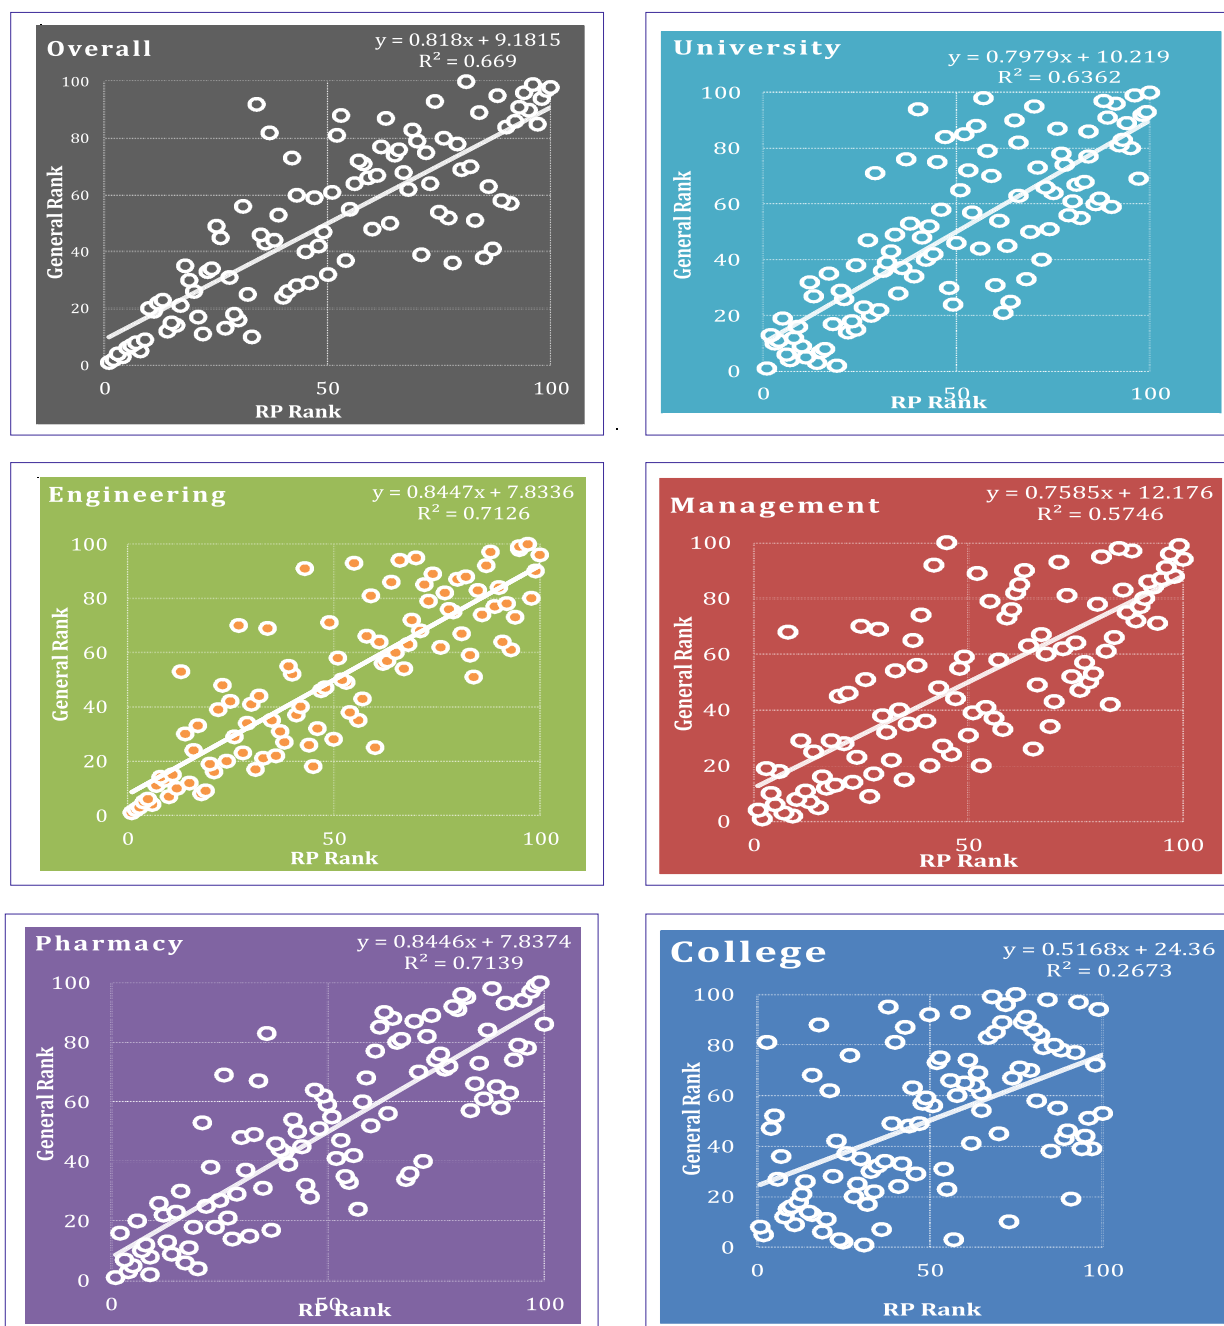 Overall
y = 0.818x + 9.1815
R² = 0.669
100
80
60
40
20
0
0 50 100
General Rank
RP Rank
University
y = 0.7979x + 10.219
R² = 0.6362
100
80
60
40
20
0
0 50 100
General Rank
RP Rank
Engineering
y = 0.8447x + 7.8336
R² = 0.7126
100
80
60
40
20
0
0 50 100
General Rank
RP Rank
Management
y = 0.7585x + 12.176
R² = 0.5746
100
80
60
40
20
0
0 50 100
General Rank
RP Rank
Pharmacy
y = 0.8446x + 7.8374
R² = 0.7139
100
80
60
40
20
0
0 50 100
General Rank
RP Rank
College
y = 0.5168x + 24.36
R² = 0.2673
100
80
60
40
20
0
0 50 100
General Rank
RP Rank